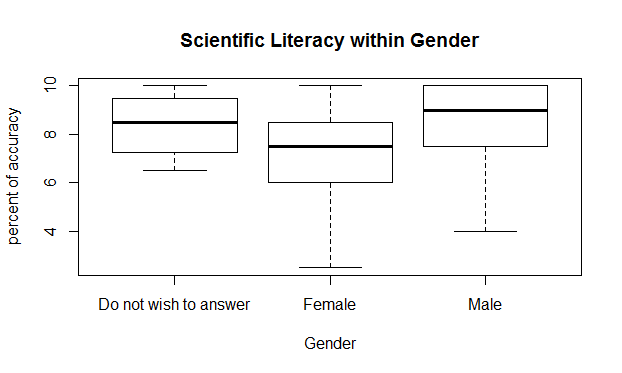 Scientific Literacy within Gender
percent of accuracy
10
8
6
4
Do not wish to answer
Female
Male
Gender